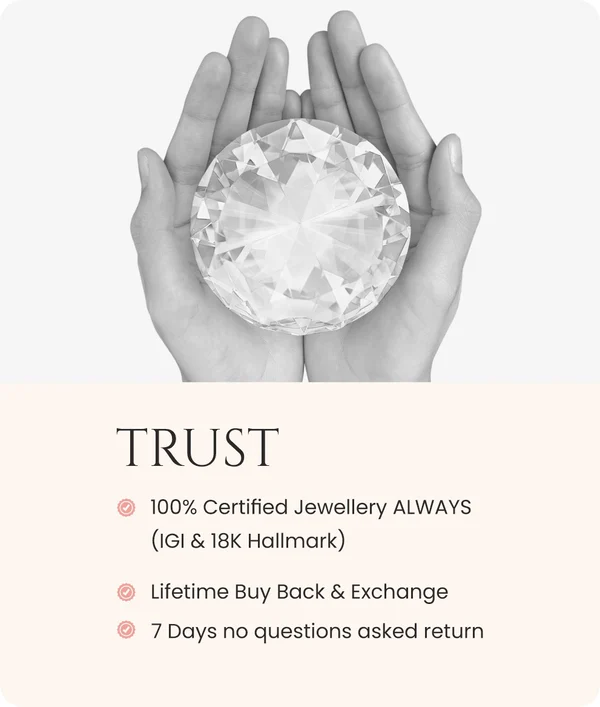 TRUST
100% Certified Jewellery ALWAYS
(IGI & 18K Hallmark)
Lifetime Buy Back & Exchange
7 Days no questions asked return